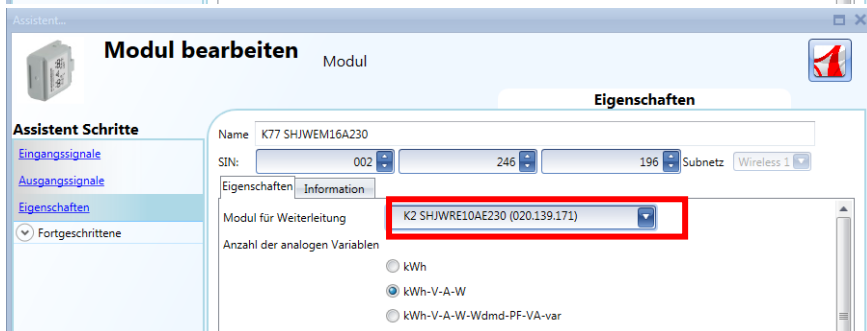 Assistent...
Modul bearbeiten Modul
Eigenschaften
Assistent Schritte
Eingangssignale
Ausgangssignale
Eigenschaften
Fortgeschrittene
Name K77 SHJWEM16A230
SIN: 002 246 196 Subnetz Wireless 1
Eigenschaften Information
Modul für Weiterleitung K2 SHJWRE10AE230 (020.139.171)
Anzahl der analogen Variablen
kWh
kWh-V-A-W
kWh-V-A-W-Wdmd-PF-VA-var